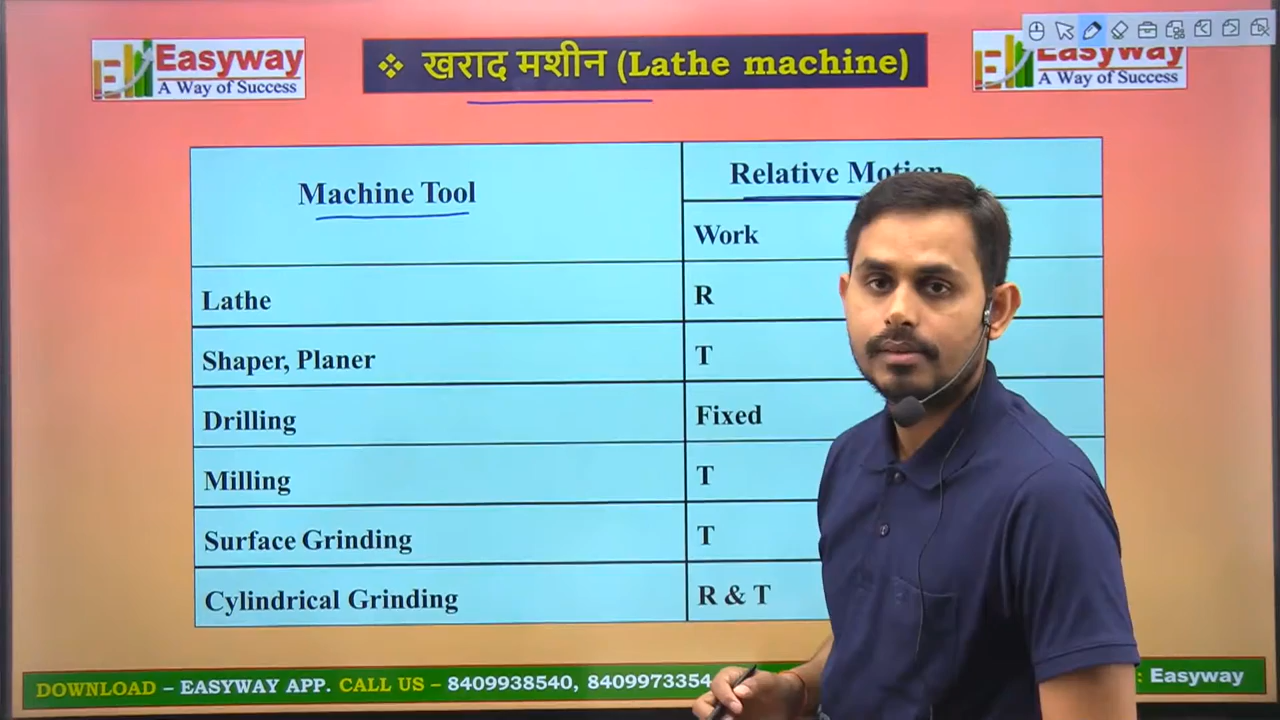 Easyway
A Way of Success
❖ खराद मशीन (Lathe machine)
Easyway
A Way of Success
Machine Tool
Relative Motion
Work
Lathe
R
Shaper, Planer
T
Drilling
Fixed
Milling
T
Surface Grinding
T
Cylindrical Grinding
R & T
DOWNLOAD – EASYWAY APP. CALL US – 8409938540, 8409973354
: Easyway